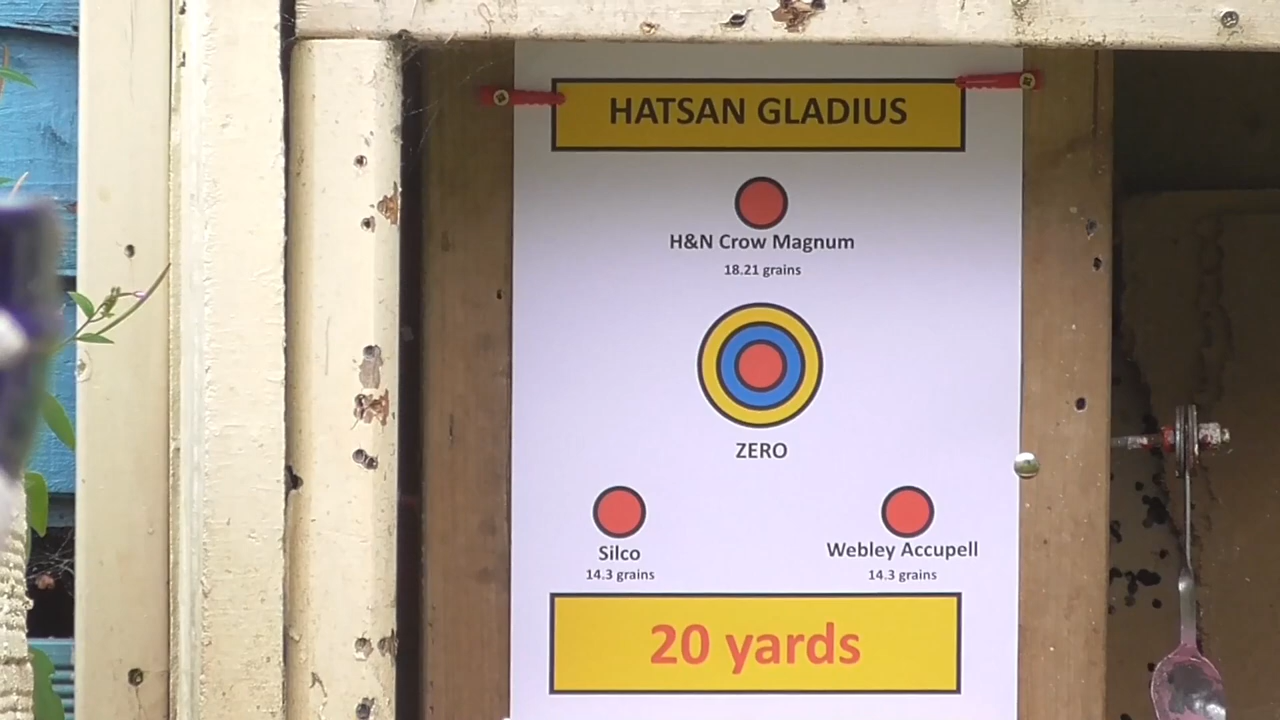 HATSAN GLADIUS
H&N Crow Magnum
18.21 grains
ZERO
Silco
14.3 grains
Webley Accupell
14.3 grains
20 yards